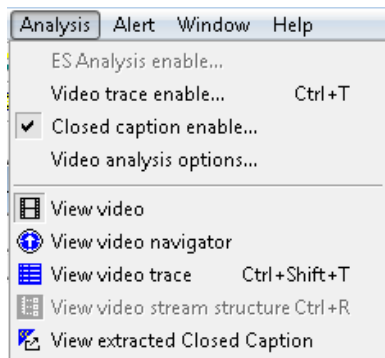 Analysis Alert Window Help
ES Analysis enable...
Video trace enable... Ctrl+T
Closed caption enable...
Video analysis options...
View video
View video navigator
View video trace Ctrl+Shift+T
View video stream structure Ctrl+R
View extracted Closed Caption